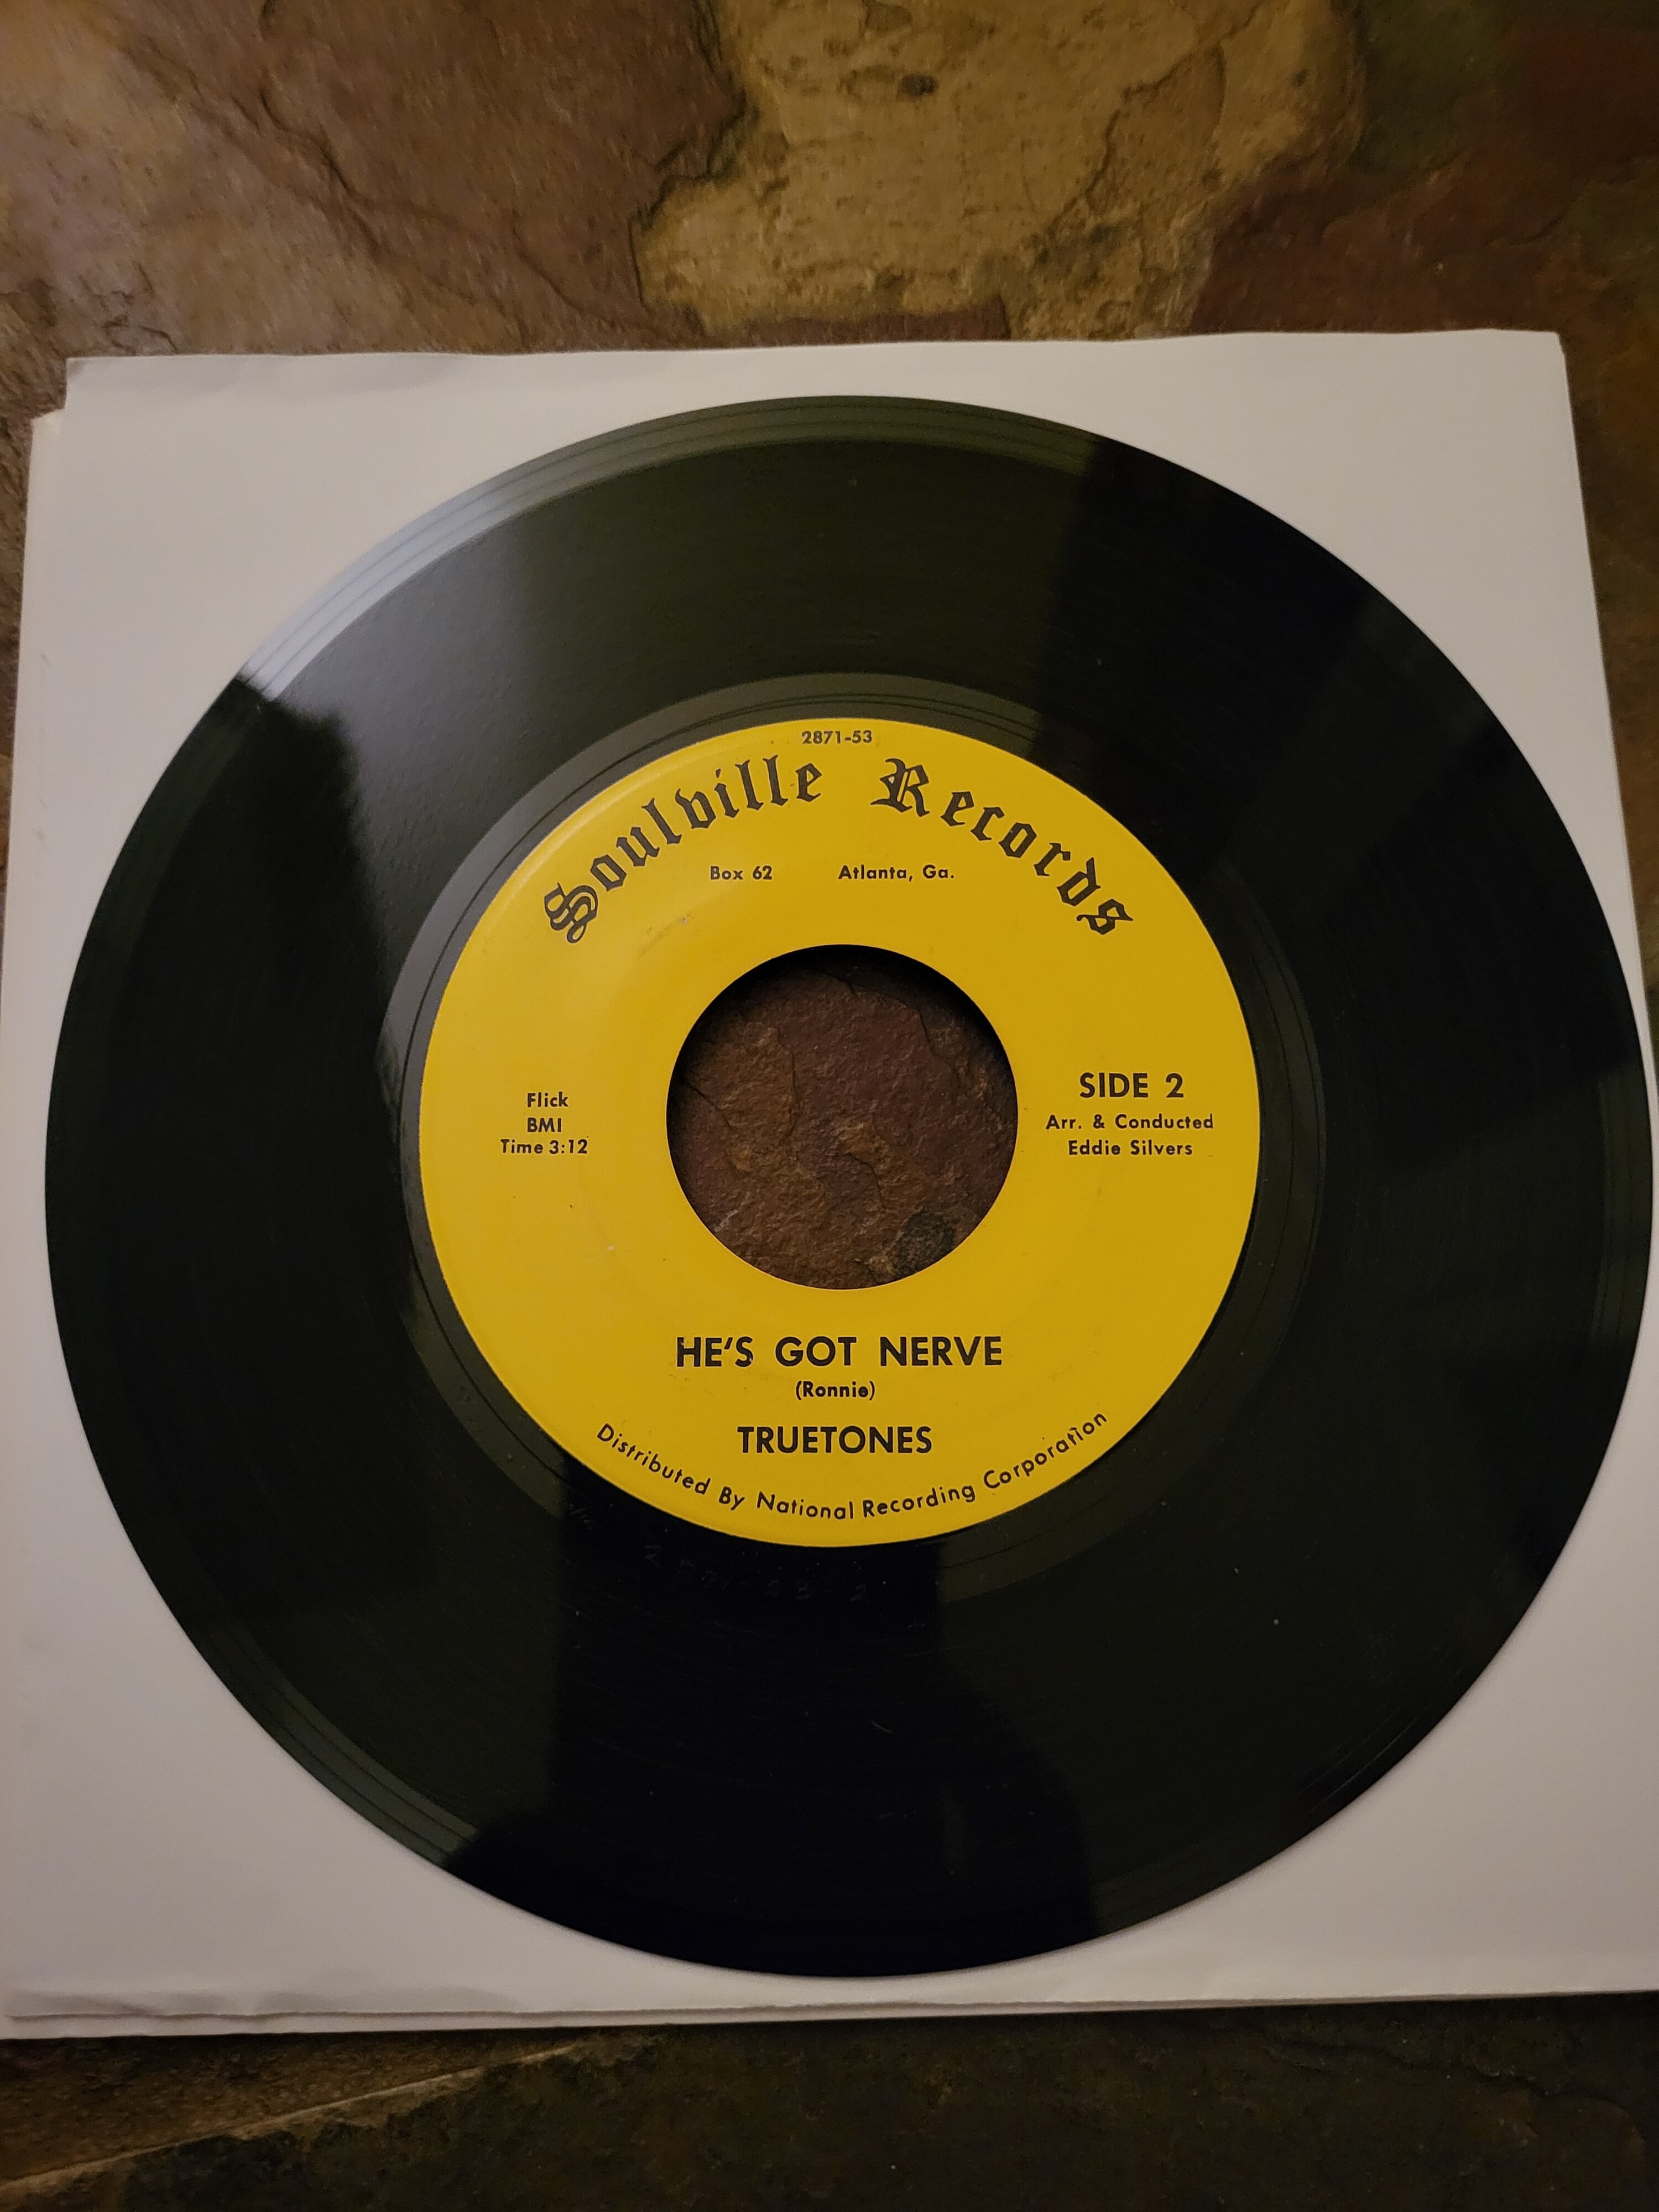 2871-53
Soulville Records
Box 62 Atlanta, Ga.
Flick
BMI
Time 3:12
SIDE 2
Arr. & Conducted
Eddie Silvers
HE'S GOT NERVE
(Ronnie)
TRUETONES
Distributed By National Recording Corporation